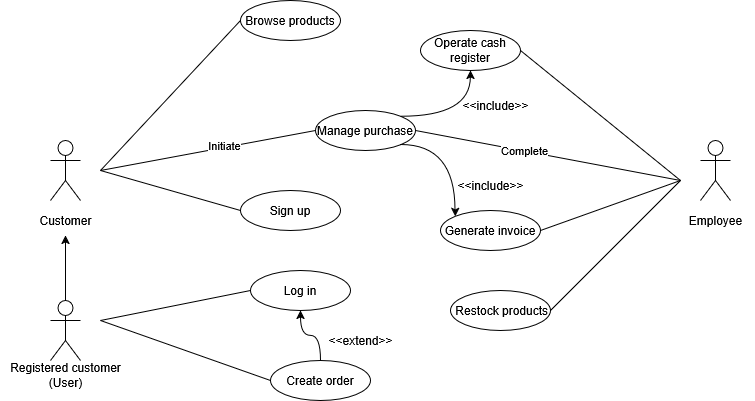 Browse products
Operate cash
register
<<include>>
Manage purchase
Initiate
Complete
<<include>>
Customer
Sign up
Employee
Generate invoice
Log in
Restock products
<<extend>>
Registered customer
(User)
Create order